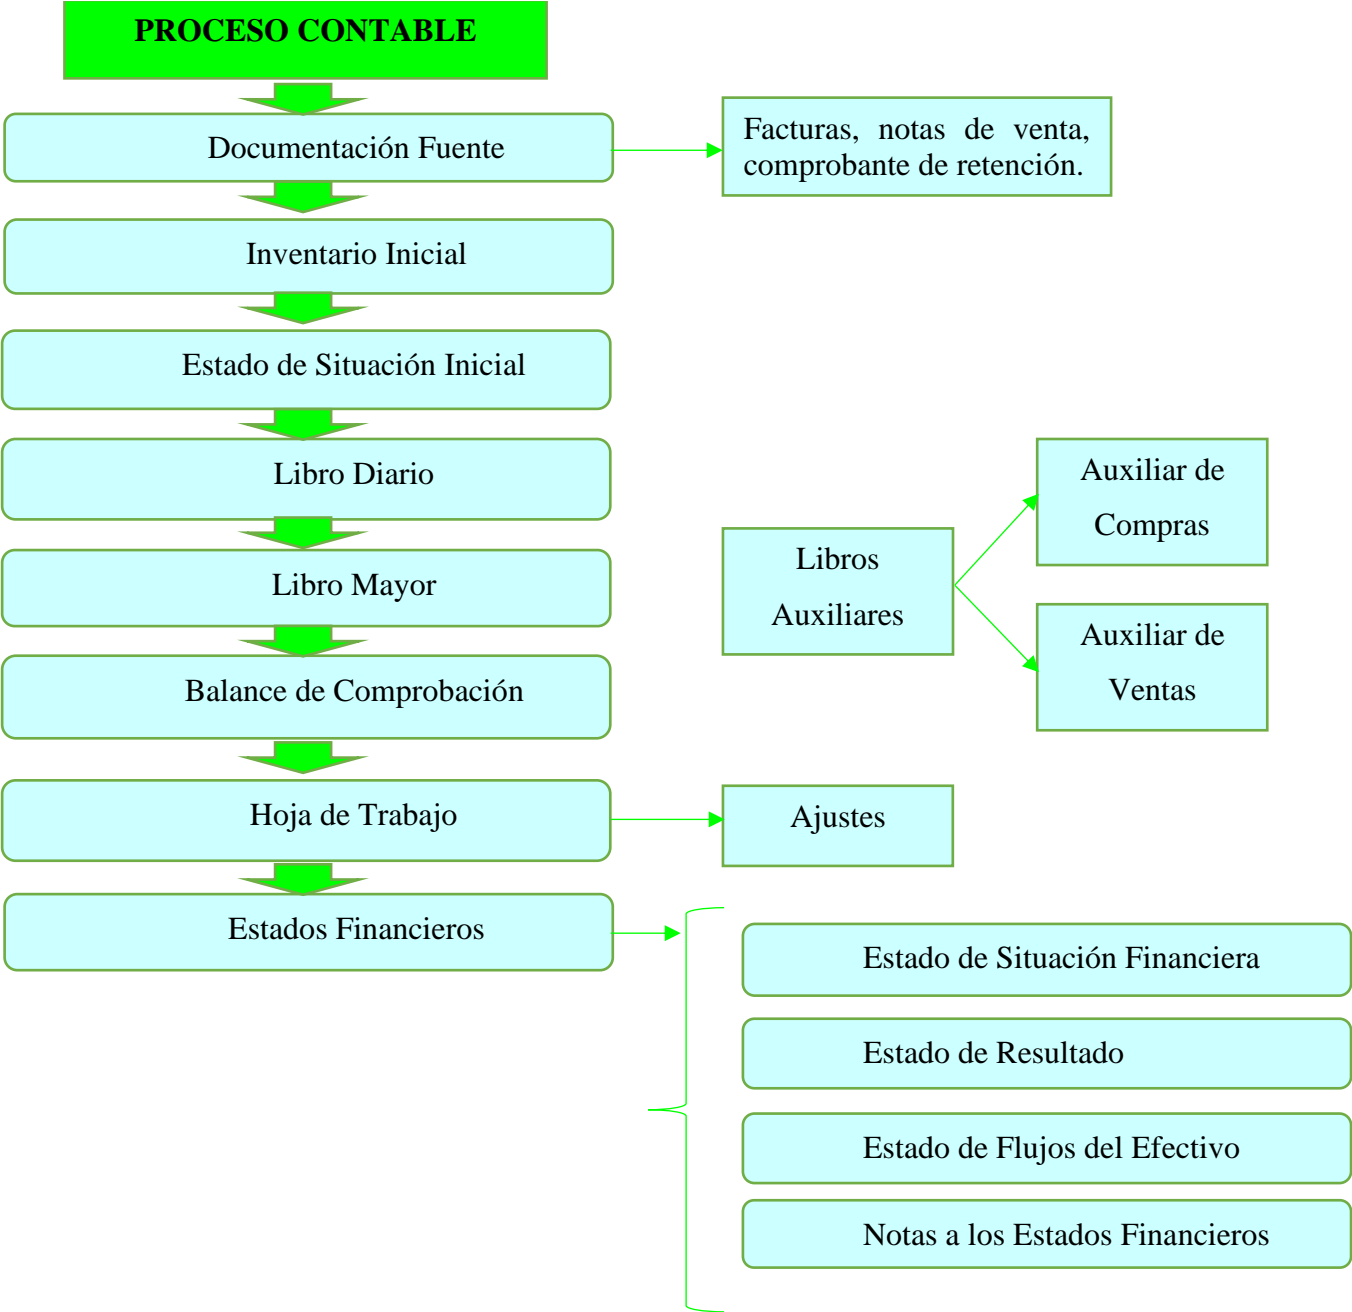 PROCESO CONTABLE
Documentación Fuente
Facturas, notas de venta,
comprobante de retención.
Inventario Inicial
Estado de Situación Inicial
Libro Diario
Libro Mayor
Libros
Auxiliares
Auxiliar de
Compras
Auxiliar de
Ventas
Balance de Comprobación
Hoja de Trabajo
Ajustes
Estados Financieros
Estado de Situación Financiera
Estado de Resultado
Estado de Flujos del Efectivo
Notas a los Estados Financieros